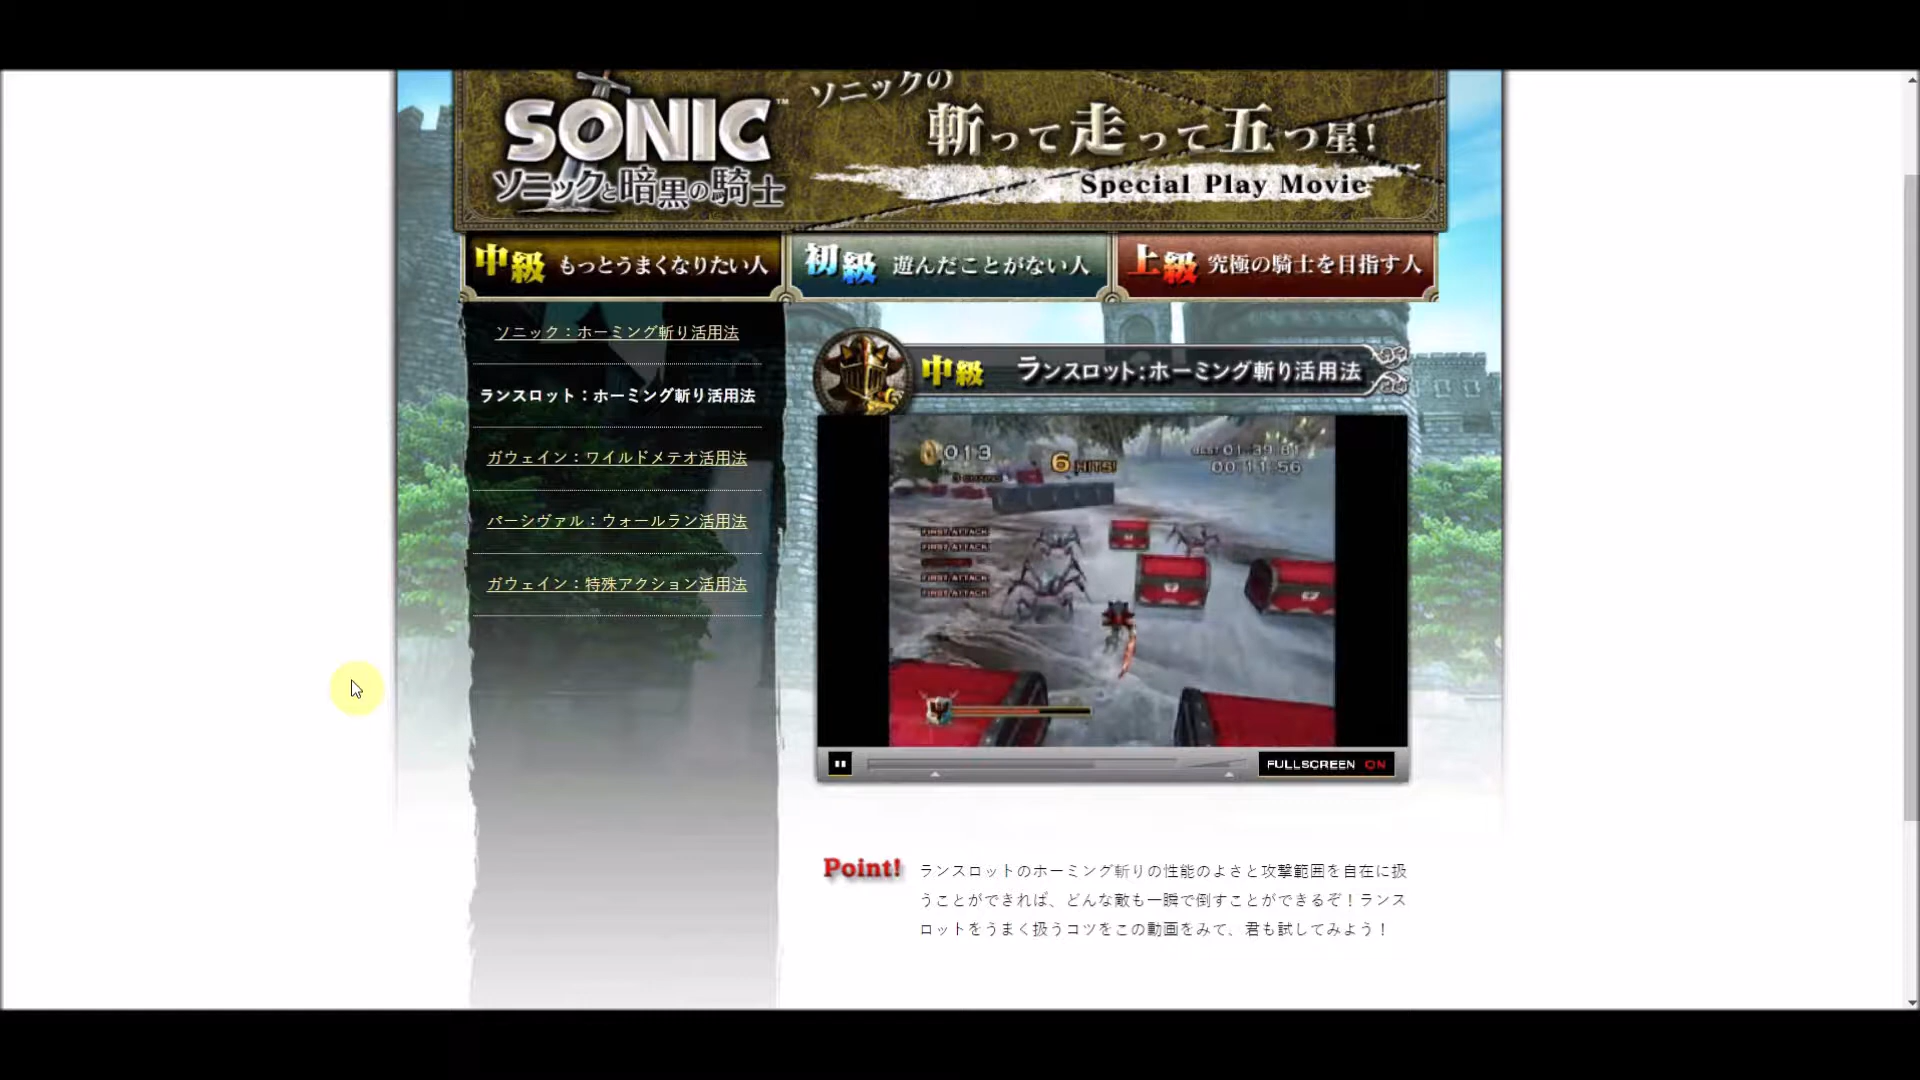 ソニックの
SONIC™
斬って走って五つ星!
ソニックと暗黒の騎士
Special Play Movie
中級 もっとうまくなりたい人
初級 遊んだことがない人
上級 究極の騎士を目指す人
ソニック：ホーミング斬り活用法
ランスロット：ホーミング斬り活用法
ガウェイン：ワイルドメテオ活用法
パーシヴァル：ウォールラン活用法
ガウェイン：特殊アクション活用法
中級 ランスロット:ホーミング斬り活用法
013
6 HITS!
BEST 01:39.81
00:11.56
FIRST ATTACK!
FIRST ATTACK!
FIRST ATTACK!
FIRST ATTACK!
FULLSCREEN ON
Point!
ランスロットのホーミング斬りの性能のよさと攻撃範囲を自在に扱
うことができれば、どんな敵も一瞬で倒すことができるぞ！ランス
ロットをうまく扱うコツをこの動画をみて、君も試してみよう！